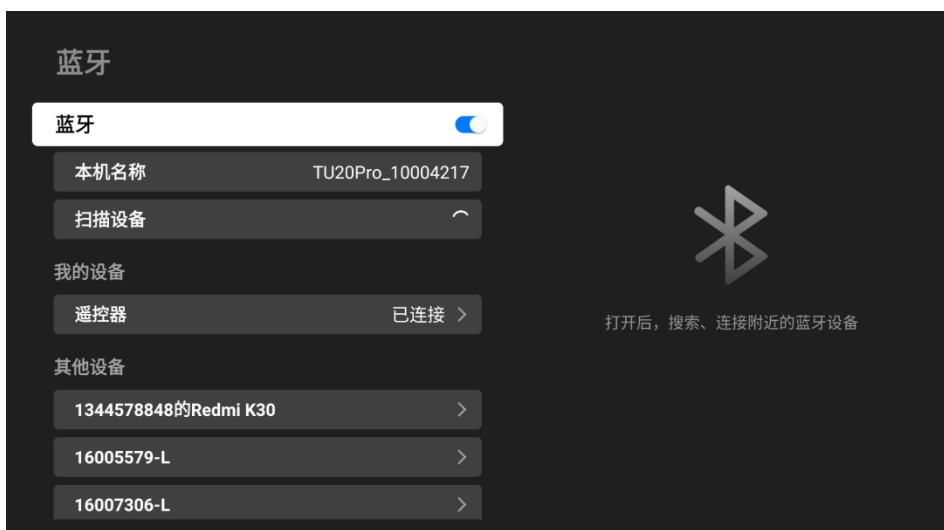 蓝牙
蓝牙
本机名称 TU20Pro_10004217
扫描设备
我的设备
遥控器 已连接
打开后，搜索、连接附近的蓝牙设备
其他设备
1344578848的Redmi K30
16005579-L
16007306-L